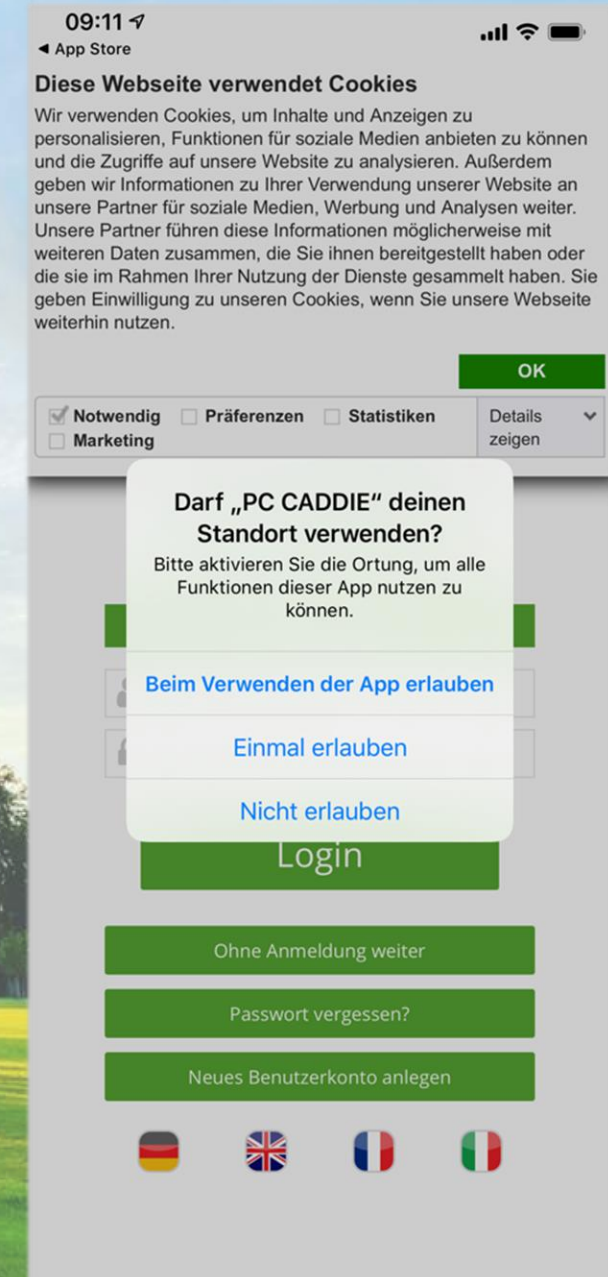 09:11
◀ App Store
Diese Webseite verwendet Cookies
Wir verwenden Cookies, um Inhalte und Anzeigen zu
personalisieren, Funktionen für soziale Medien anbieten zu können
und die Zugriffe auf unsere Website zu analysieren. Außerdem
geben wir Informationen zu Ihrer Verwendung unserer Website an
unsere Partner für soziale Medien, Werbung und Analysen weiter.
Unsere Partner führen diese Informationen möglicherweise mit
weiteren Daten zusammen, die Sie ihnen bereitgestellt haben oder
die sie im Rahmen Ihrer Nutzung der Dienste gesammelt haben. Sie
geben Einwilligung zu unseren Cookies, wenn Sie unsere Webseite
weiterhin nutzen.
OK
Notwendig Präferenzen Statistiken
Marketing
Details
zeigen
Darf „PC CADDIE“ deinen
Standort verwenden?
Bitte aktivieren Sie die Ortung, um alle
Funktionen dieser App nutzen zu
können.
Beim Verwenden der App erlauben
Einmal erlauben
Nicht erlauben
Login
Ohne Anmeldung weiter
Passwort vergessen?
Neues Benutzerkonto anlegen